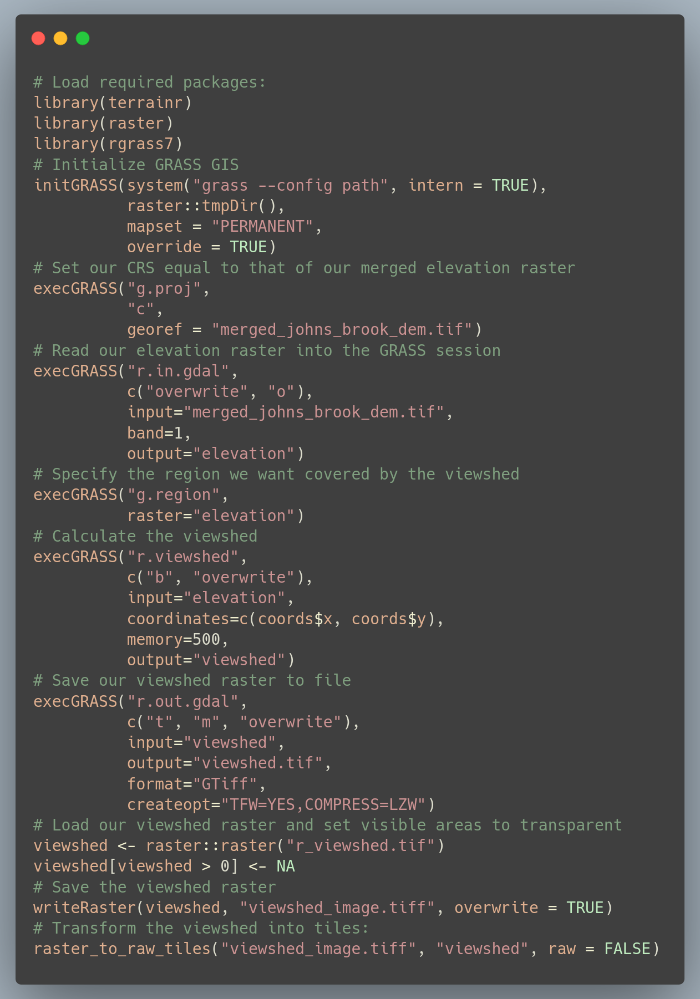 # Load required packages:
library(terrainr)
library(raster)
library(rgrass7)
# Initialize GRASS GIS
initGRASS(system("grass --config path", intern = TRUE),
          raster::tmpDir(),
          mapset = "PERMANENT",
          override = TRUE)
# Set our CRS equal to that of our merged elevation raster
execGRASS("g.proj",
          "c",
          georef = "merged_johns_brook_dem.tif")
# Read our elevation raster into the GRASS session
execGRASS("r.in.gdal",
          c("overwrite", "o"),
          input="merged_johns_brook_dem.tif",
          band=1,
          output="elevation")
# Specify the region we want covered by the viewshed
execGRASS("g.region",
          raster="elevation")
# Calculate the viewshed
execGRASS("r.viewshed",
          c("b", "overwrite"),
          input="elevation",
          coordinates=c(coords$x, coords$y),
          memory=500,
          output="viewshed")
# Save our viewshed raster to file
execGRASS("r.out.gdal",
          c("t", "m", "overwrite"),
          input="viewshed",
          output="viewshed.tif",
          format="GTiff",
          createopt="TFW=YES,COMPRESS=LZW")
# Load our viewshed raster and set visible areas to transparent
viewshed <- raster::raster("r_viewshed.tif")
viewshed[viewshed > 0] <- NA
# Save the viewshed raster
writeRaster(viewshed, "viewshed_image.tiff", overwrite = TRUE)
# Transform the viewshed into tiles:
raster_to_raw_tiles("viewshed_image.tiff", "viewshed", raw = FALSE)